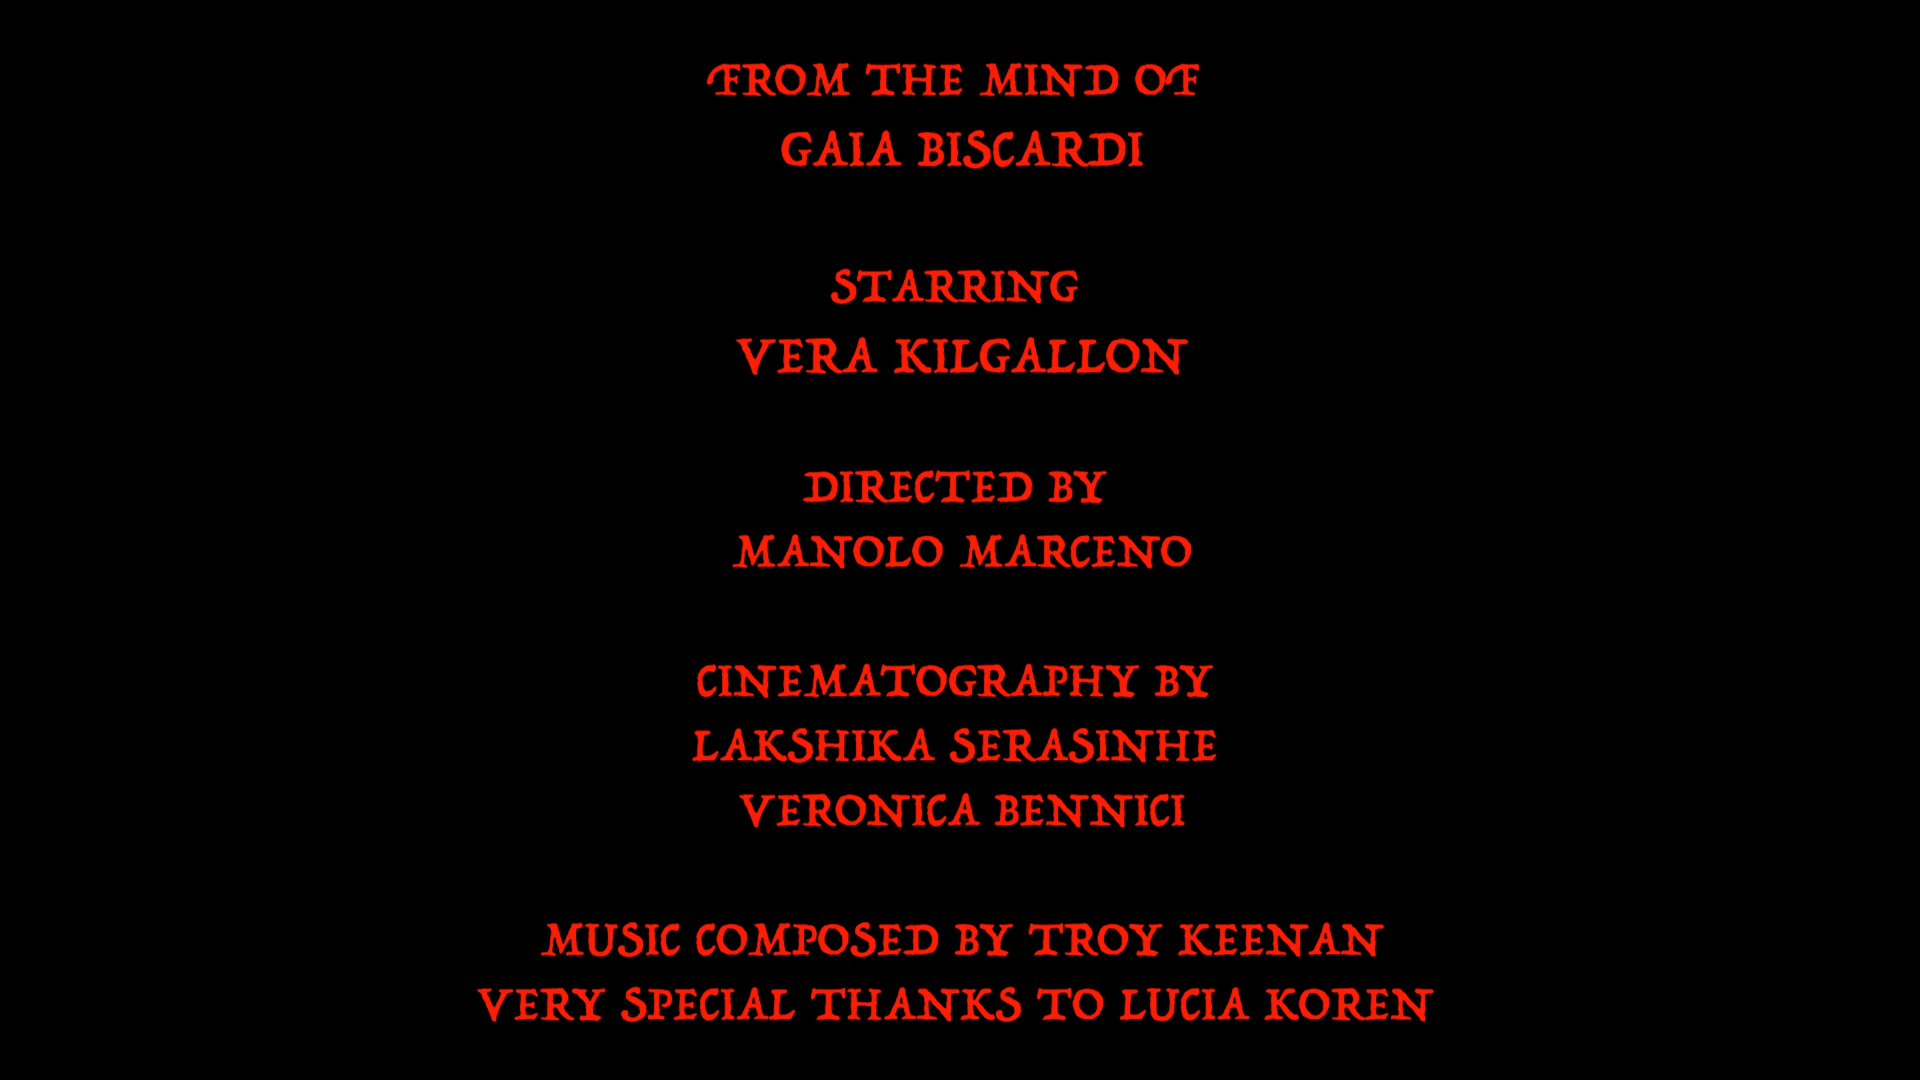 FROM THE MIND OF
GAIA BISCARDI
STARRING
VERA KILGALLON
DIRECTED BY
MANOLO MARCENO
CINEMATOGRAPHY BY
LAKSHIKA SERASINHE
VERONICA BENNICI
MUSIC COMPOSED BY TROY KEENAN
VERY SPECIAL THANKS TO LUCIA KOREN